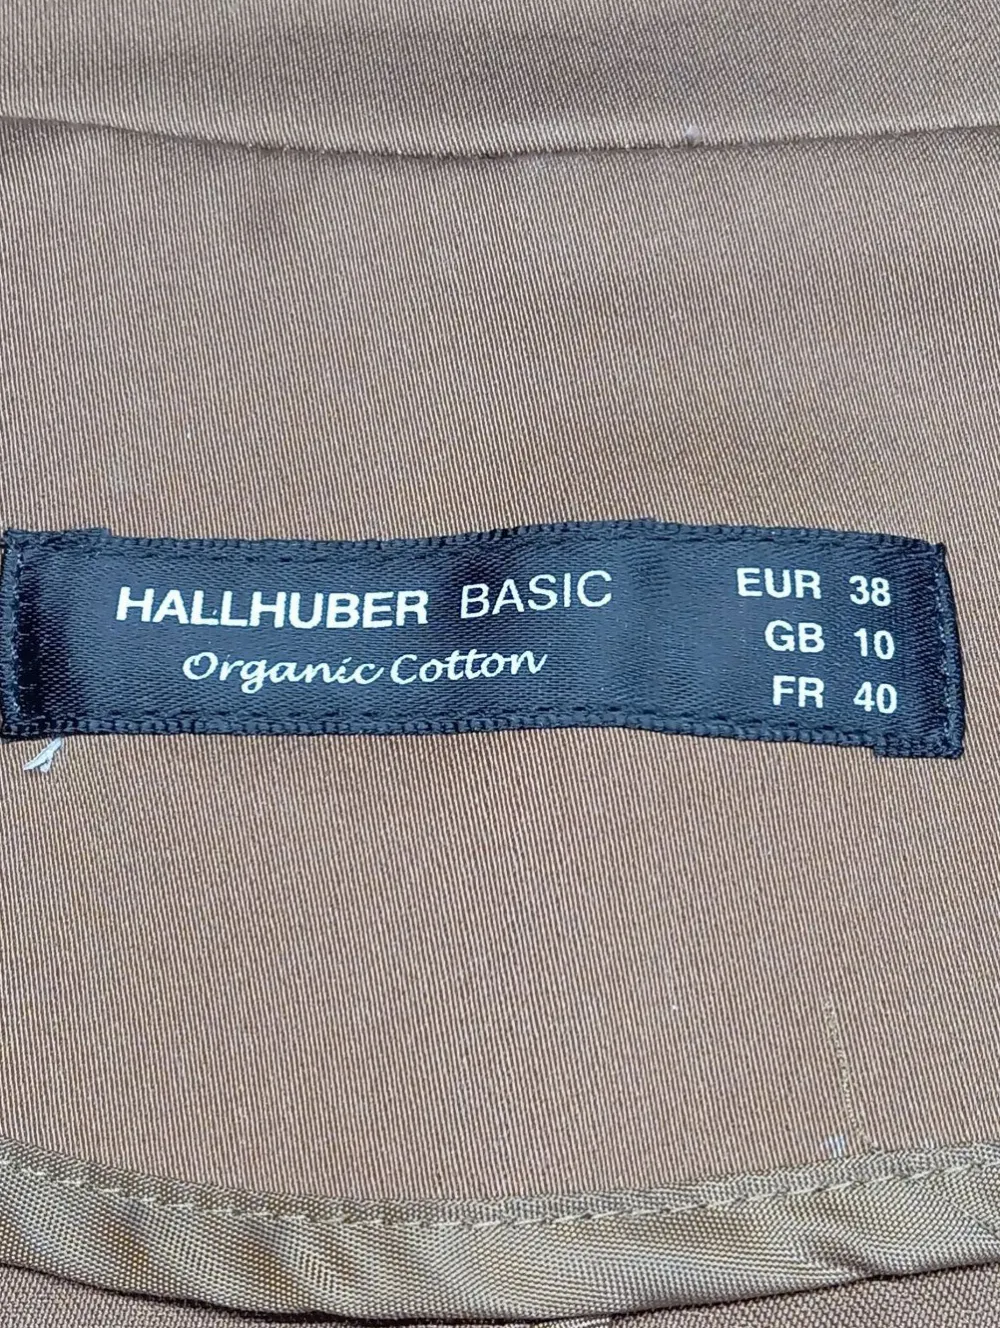 HALLHUBER BASIC
Organic Cotton
EUR 38
GB 10
FR 40